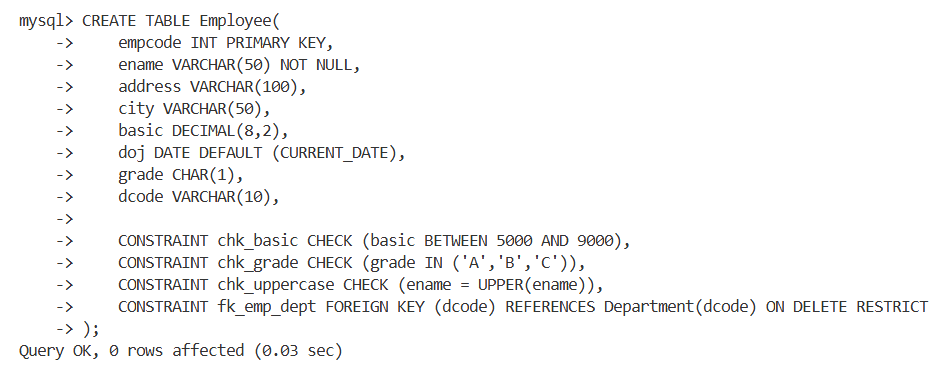 mysql> CREATE TABLE Employee(
    ->     empcode INT PRIMARY KEY,
    ->     ename VARCHAR(50) NOT NULL,
    ->     address VARCHAR(100),
    ->     city VARCHAR(50),
    ->     basic DECIMAL(8,2),
    ->     doj DATE DEFAULT (CURRENT_DATE),
    ->     grade CHAR(1),
    ->     dcode VARCHAR(10),
    ->
    ->     CONSTRAINT chk_basic CHECK (basic BETWEEN 5000 AND 9000),
    ->     CONSTRAINT chk_grade CHECK (grade IN ('A','B','C')),
    ->     CONSTRAINT chk_uppercase CHECK (ename = UPPER(ename)),
    ->     CONSTRAINT fk_emp_dept FOREIGN KEY (dcode) REFERENCES Department(dcode) ON DELETE RESTRICT
    -> );
Query OK, 0 rows affected (0.03 sec)